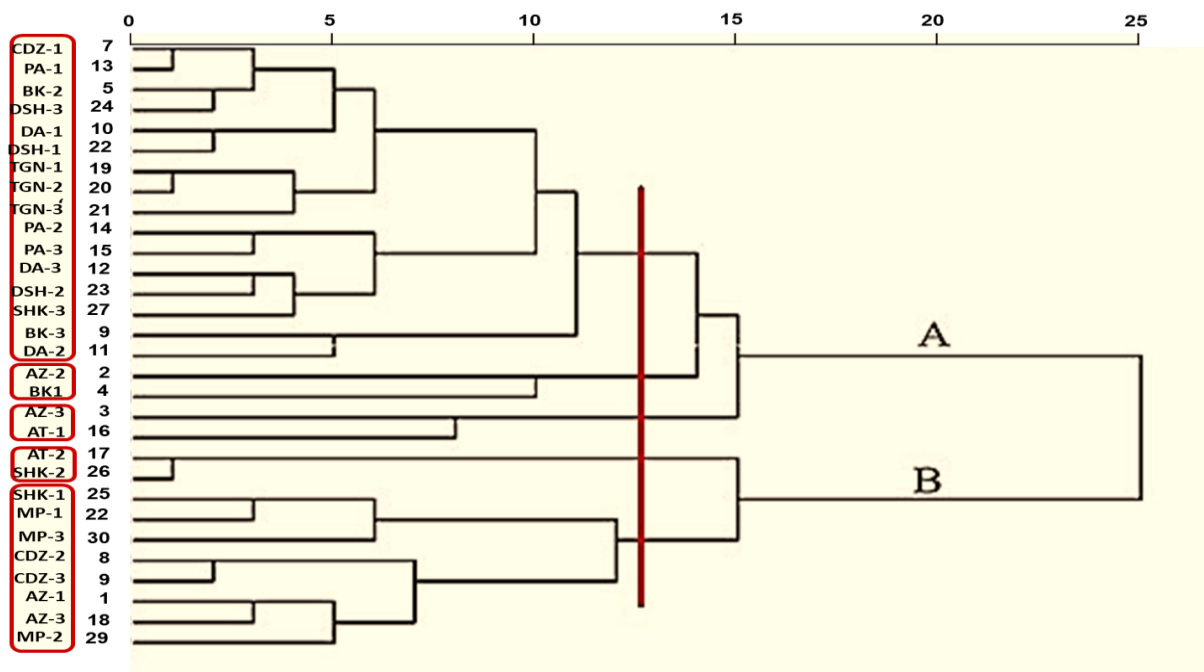 0 5 10 15 20 25
CDZ-1 7
PA-1 13
BK-2 5
DSH-3 24
DA-1 10
DSH-1 22
TGN-1 19
TGN-2 20
TGN-3 21
PA-2 14
PA-3 15
DA-3 12
DSH-2 23
SHK-3 27
BK-3 9
DA-2 11
A
AZ-2 2
BK1 4
AZ-3 3
AT-1 16
AT-2 17
SHK-2 26
B
SHK-1 25
MP-1 22
MP-3 30
CDZ-2 8
CDZ-3 9
AZ-1 1
AZ-3 18
MP-2 29